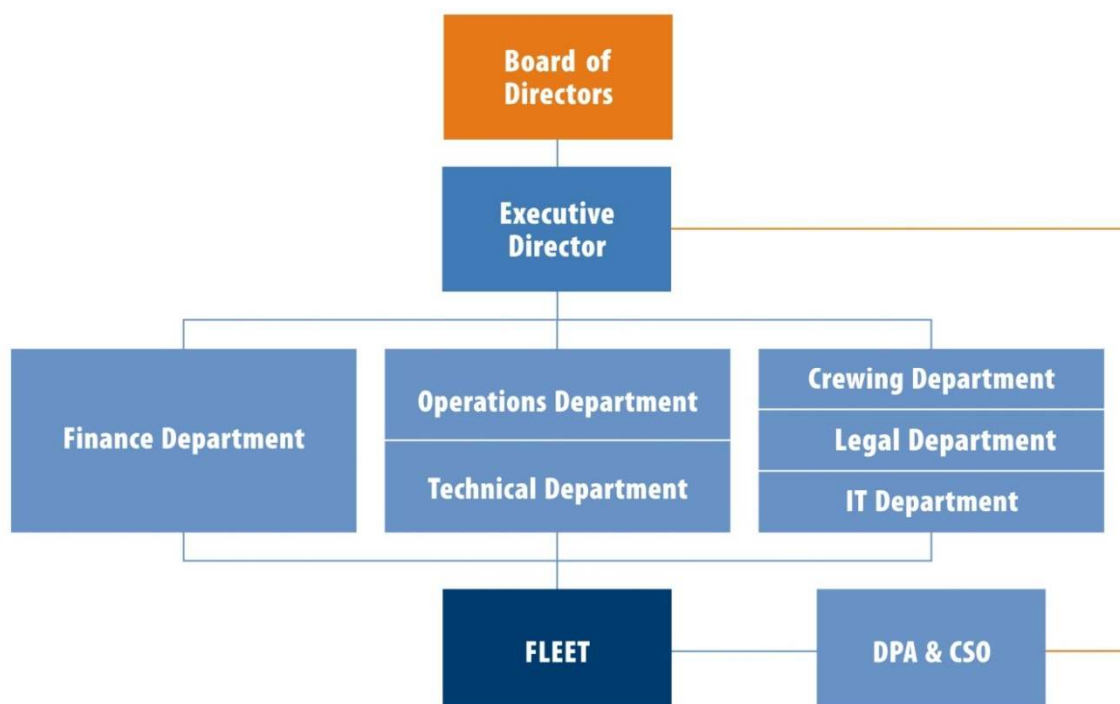 Board of
Directors
Executive
Director
Finance Department
Operations Department
Technical Department
Crewing Department
Legal Department
IT Department
FLEET
DPA & CSO